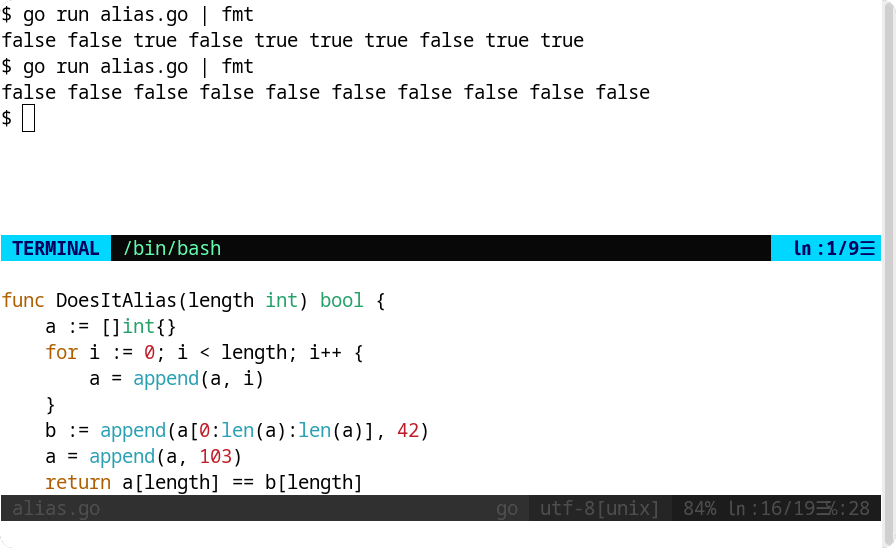 $ go run alias.go | fmt
false false true false true true true false true true
$ go run alias.go | fmt
false false false false false false false false false false
$
TERMINAL /bin/bash ln :1/9☰
func DoesItAlias(length int) bool {
    a := []int{}
    for i := 0; i < length; i++ {
        a = append(a, i)
    }
    b := append(a[0:len(a):len(a)], 42)
    a = append(a, 103)
    return a[length] == b[length]
alias.go go utf-8[unix] 84% ln :16/19☰℅:28